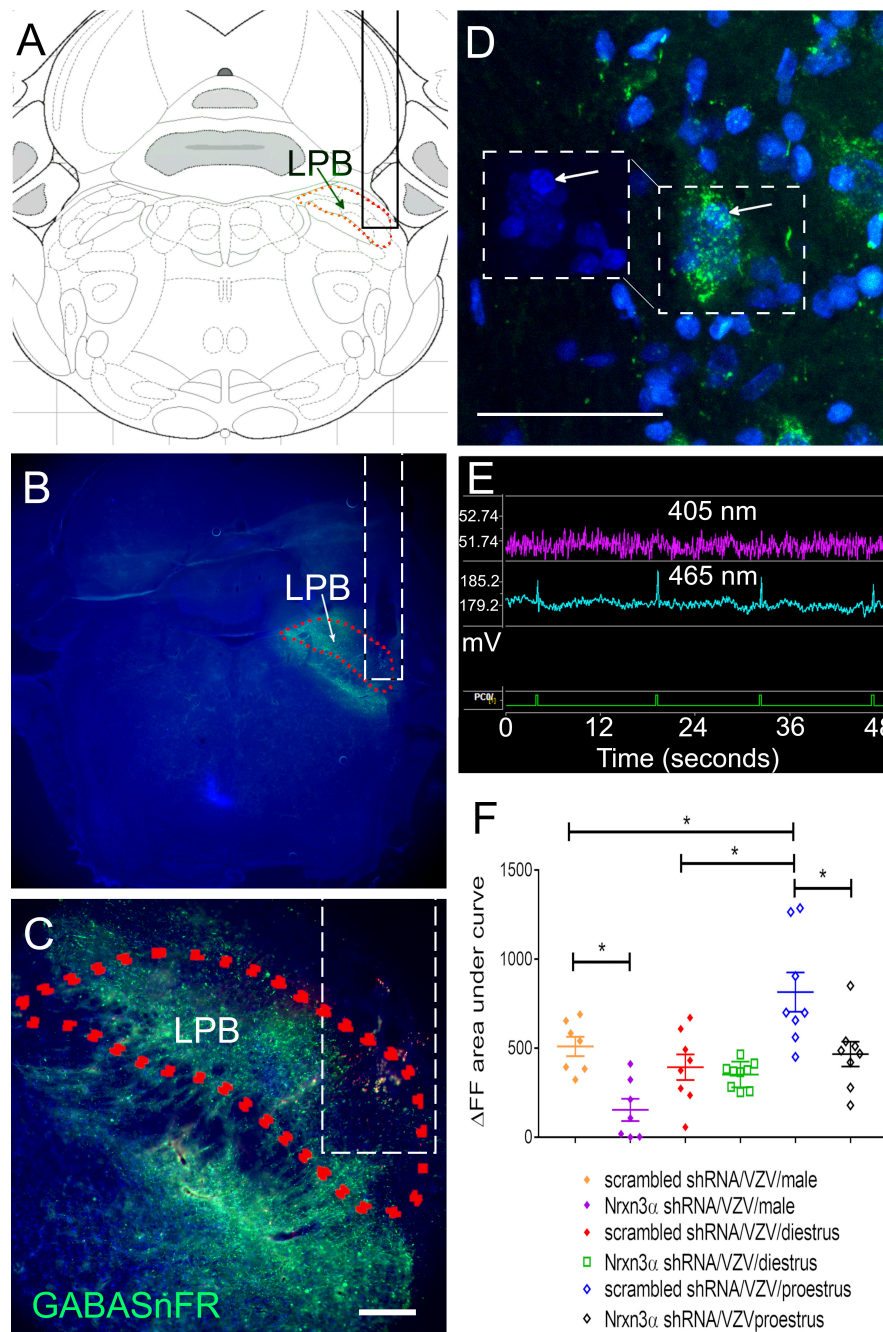 A
LPB
B
LPB
C
LPB
GABASnFR
D
E
405 nm
52.74
51.74
465 nm
185.2
179.2
mV
0 12 24 36 48
Time (seconds)
F
* * * *
1500
1000
500
0
ΔFF area under curve
scrambled shRNA/VZV/male
Nrxn3α shRNA/VZV/male
scrambled shRNA/VZV/diestrus
Nrxn3α shRNA/VZV/diestrus
scrambled shRNA/VZV/proestrus
Nrxn3α shRNA/VZVproestrus